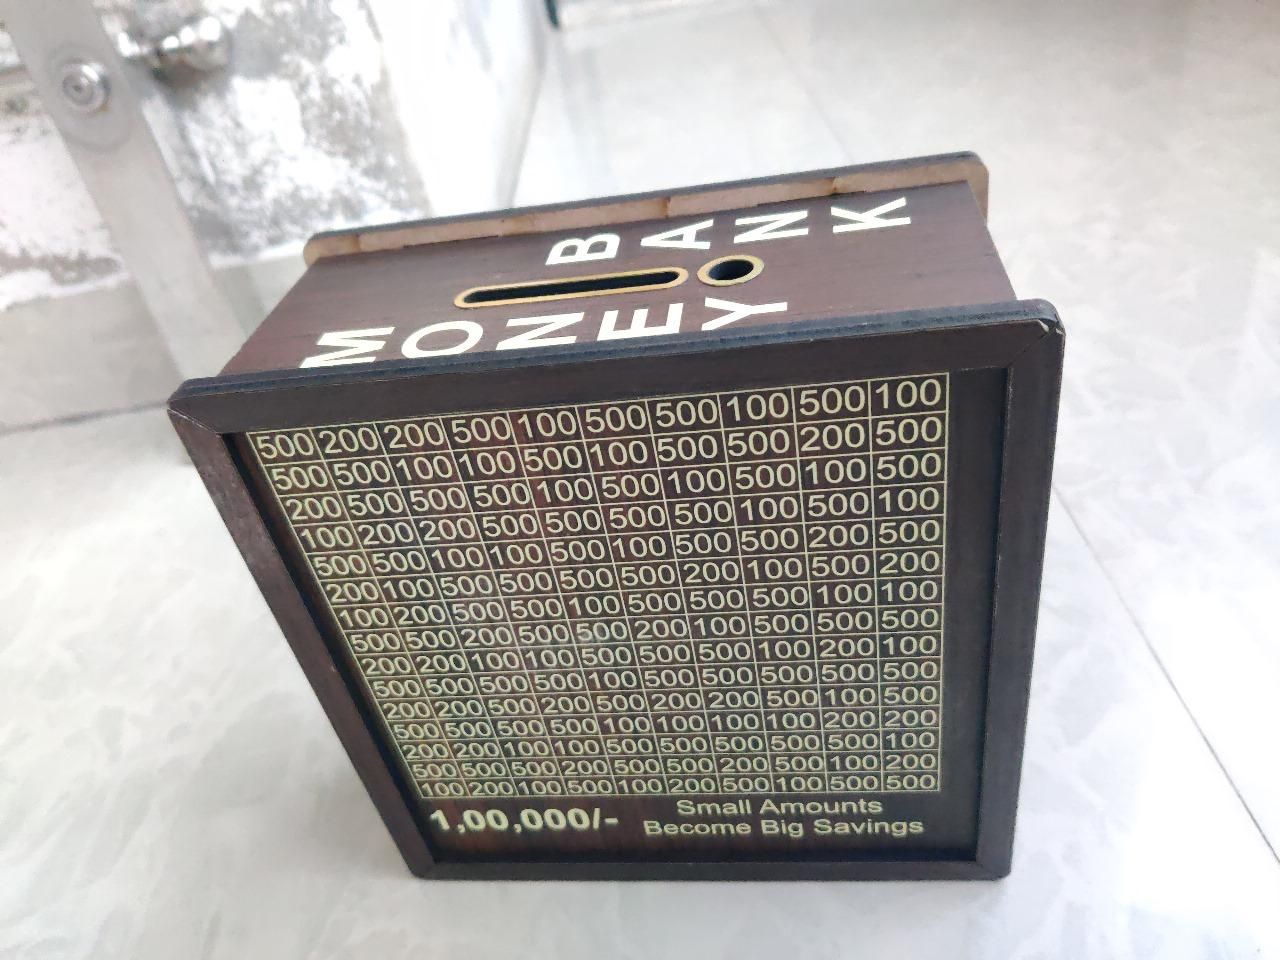 BANK
MONEY
500 200 200 500 100 500 500 100 500 100
500 500 100 100 500 100 500 500 200 500
200 500 500 500 100 500 100 500 100 500
100 200 200 500 500 500 500 100 500 100
500 500 100 100 500 100 500 500 200 500
200 100 500 500 500 500 200 100 500 200
100 200 500 500 100 500 500 500 100 100
500 500 200 500 500 200 100 500 500 500
200 200 100 100 500 500 500 100 200 100
500 500 500 500 100 500 500 500 500 500
200 200 500 200 500 200 200 500 100 500
500 500 500 500 100 100 100 100 200 200
200 200 100 100 500 500 500 500 500 100
500 500 500 200 500 500 200 500 100 200
100 200 100 500 100 200 500 100 500 500
1,00,000/-
Small Amounts
Become Big Savings